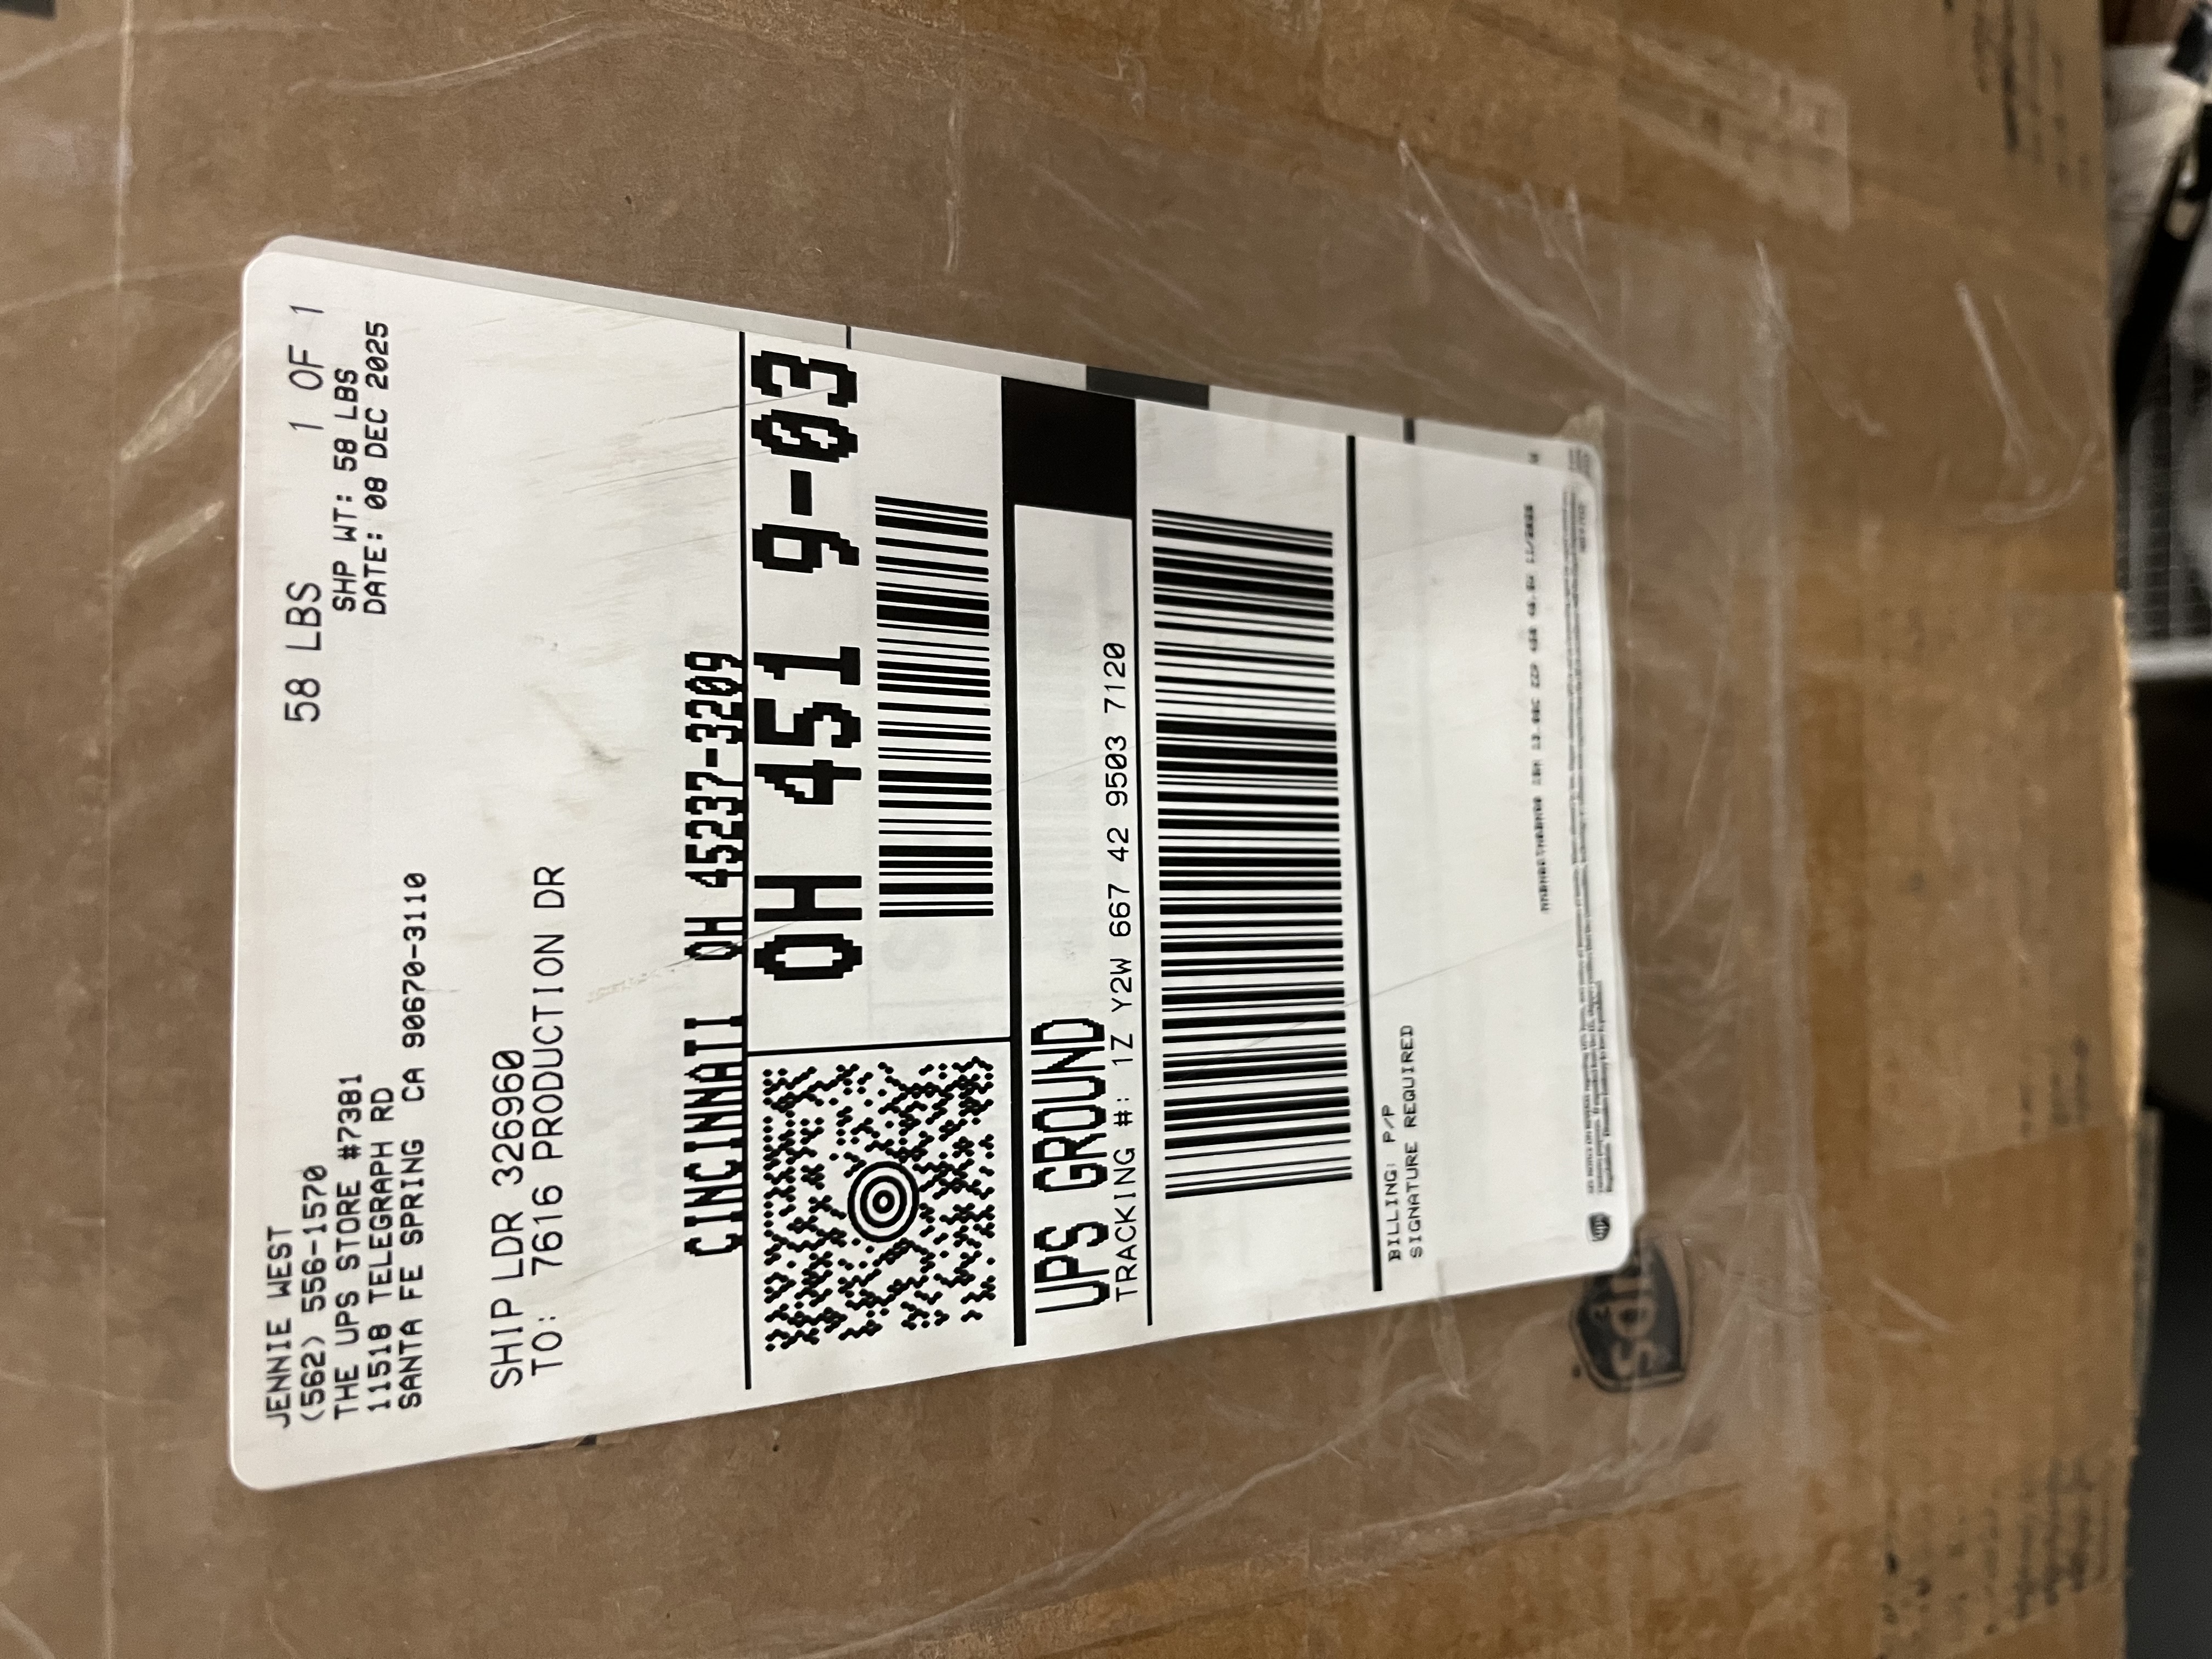 JENNIE WEST
(562) 556-1570
THE UPS STORE #7381
11518 TELEGRAPH RD
SANTA FE SPRING CA 90670-3110
58 LBS 1 OF 1
SHP WT: 58 LBS
DATE: 08 DEC 2025
SHIP LDR 326960
TO: 7616 PRODUCTION DR
CINCINNATI OH 45237-3209
OH 451 9-03
UPS GROUND
TRACKING #: 1Z Y2W 667 42 9503 7120
BILLING: P/P
SIGNATURE REQUIRED
ups